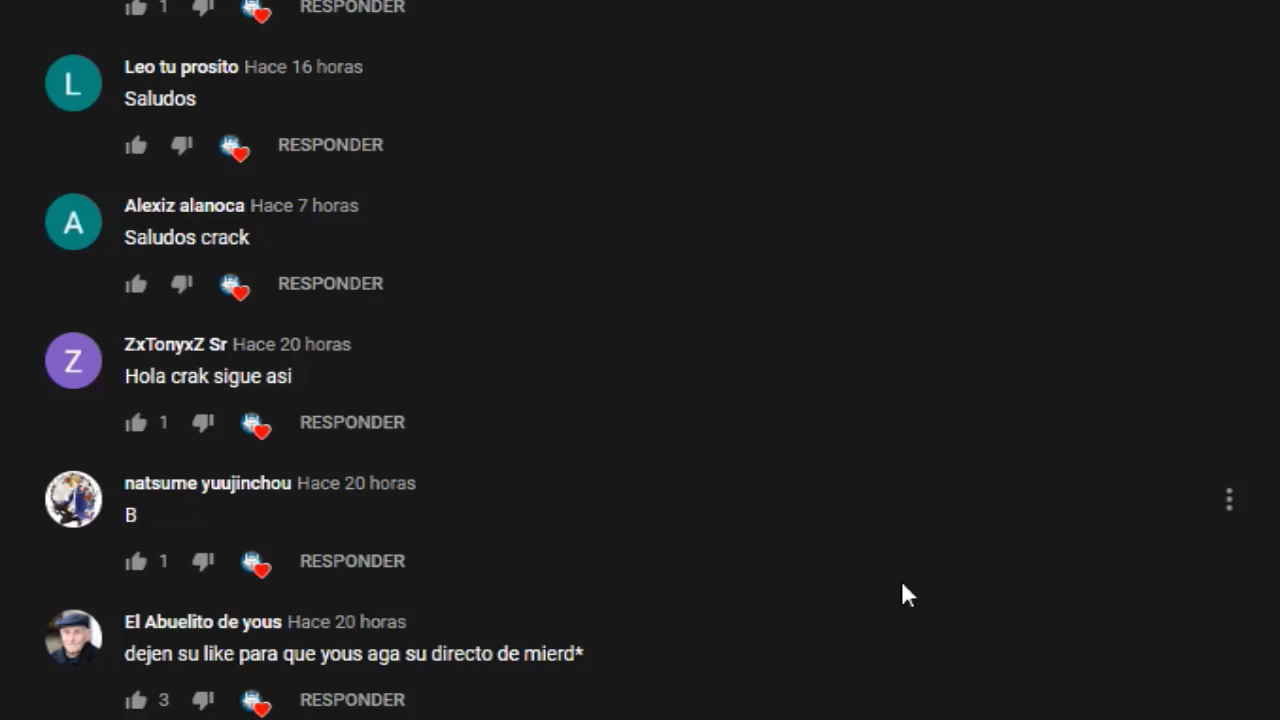 1 RESPONDER
L Leo tu prosito Hace 16 horas
Saludos
RESPONDER
A Alexiz alanoca Hace 7 horas
Saludos crack
RESPONDER
Z ZxTonyxZ Sr Hace 20 horas
Hola crak sigue asi
1 RESPONDER
natsume yuujinchou Hace 20 horas
B
1 RESPONDER
El Abuelito de yous Hace 20 horas
dejen su like para que yous aga su directo de mierd*
3 RESPONDER